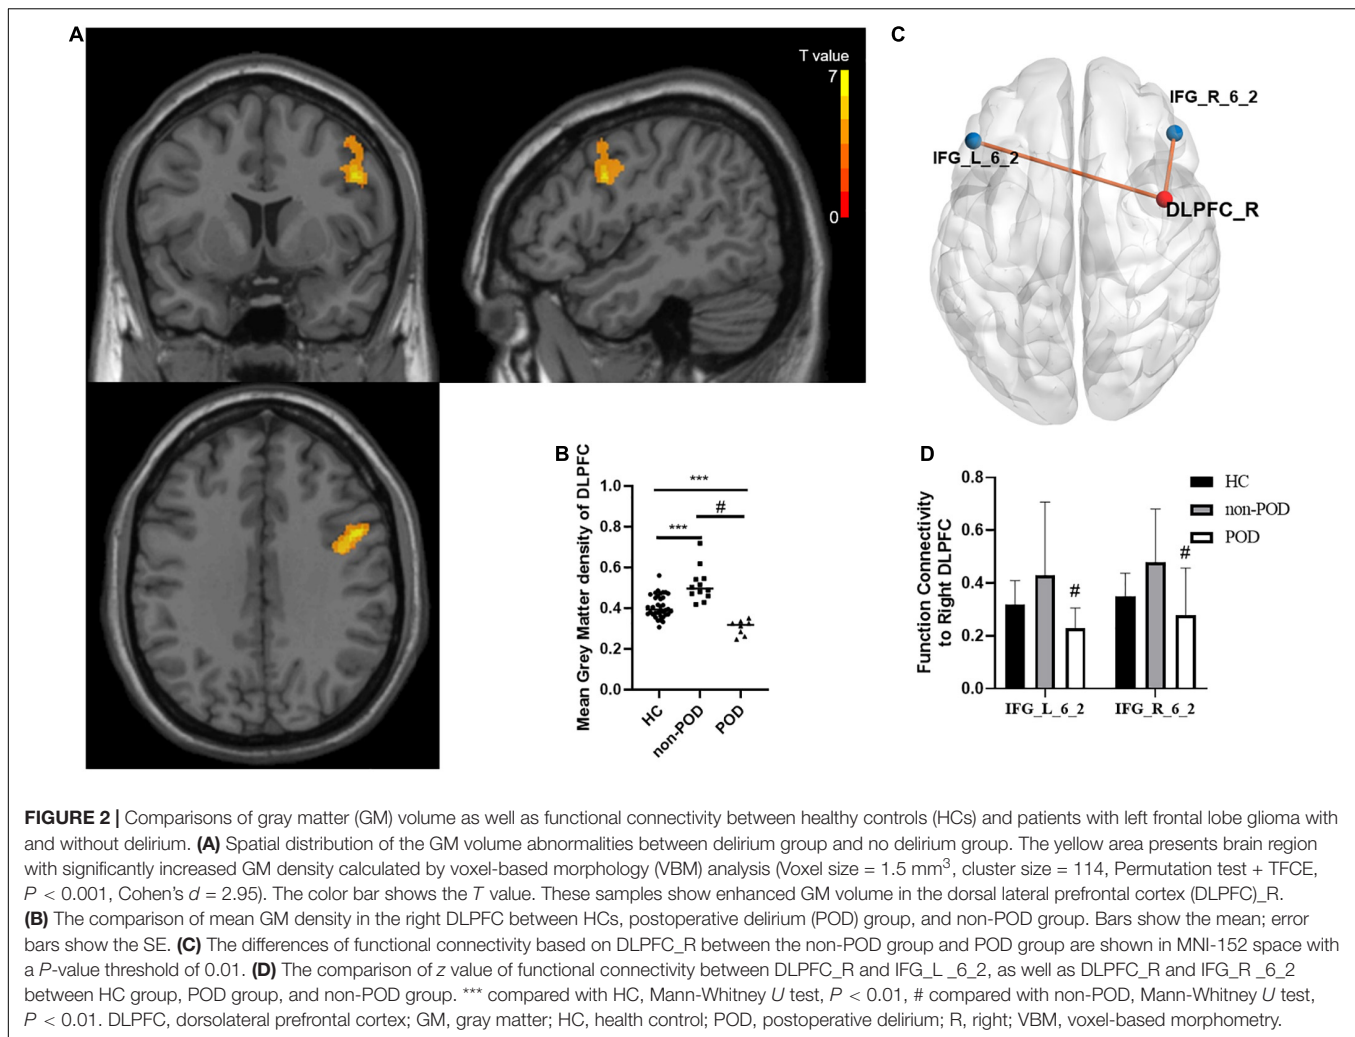 A
T value
7
0
C
IFG_R_6_2
IFG_L_6_2
DLPFC_R
B
Mean Grey Matter density of DLPFC
1.0
0.8
0.6
0.4
0.2
0.0
***
#
***
HC
non-POD
POD
D
Function Connectivity
to Right DLPFC
0.8
0.6
0.4
0.2
0.0
HC
non-POD
POD
#
#
IFG_L_6_2
IFG_R_6_2
FIGURE 2 | Comparisons of gray matter (GM) volume as well as functional connectivity between healthy controls (HCs) and patients with left frontal lobe glioma with
and without delirium. (A) Spatial distribution of the GM volume abnormalities between delirium group and no delirium group. The yellow area presents brain region
with significantly increased GM density calculated by voxel-based morphology (VBM) analysis (Voxel size = 1.5 mm³, cluster size = 114, Permutation test + TFCE,
P < 0.001, Cohen's d = 2.95). The color bar shows the T value. These samples show enhanced GM volume in the dorsal lateral prefrontal cortex (DLPFC)_R.
(B) The comparison of mean GM density in the right DLPFC between HCs, postoperative delirium (POD) group, and non-POD group. Bars show the mean; error
bars show the SE. (C) The differences of functional connectivity based on DLPFC_R between the non-POD group and POD group are shown in MNI-152 space with
a P-value threshold of 0.01. (D) The comparison of z value of functional connectivity between DLPFC_R and IFG_L _6_2, as well as DLPFC_R and IFG_R _6_2
between HC group, POD group, and non-POD group. *** compared with HC, Mann-Whitney U test, P < 0.01, # compared with non-POD, Mann-Whitney U test,
P < 0.01. DLPFC, dorsolateral prefrontal cortex; GM, gray matter; HC, health control; POD, postoperative delirium; R, right; VBM, voxel-based morphometry.